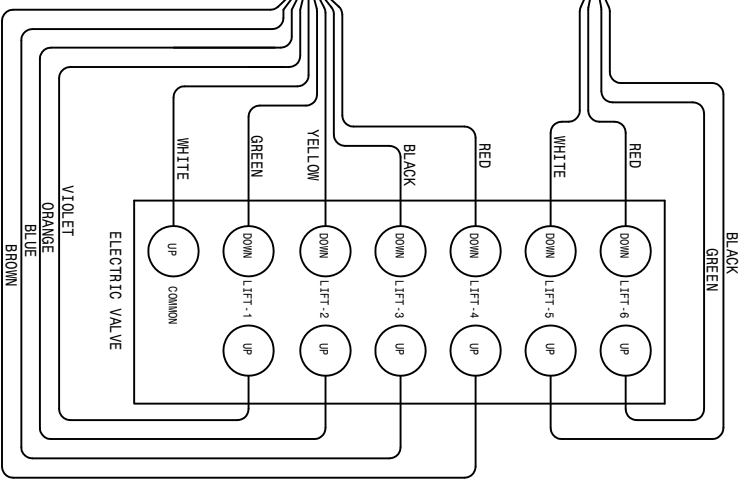 WHITE
GREEN
YELLOW
BLACK
RED
WHITE
RED
VIOLET
ORANGE
BLUE
BROWN
BLACK
GREEN
ELECTRIC VALVE
UP
COMMON
DOWN
LIFT-1
UP
DOWN
LIFT-2
UP
DOWN
LIFT-3
UP
DOWN
LIFT-4
UP
DOWN
LIFT-5
UP
DOWN
LIFT-6
UP